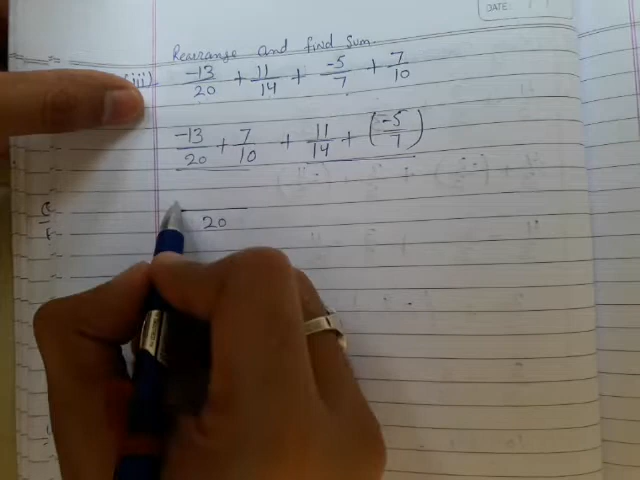 DATE:
Rearrange and find Sum.
(iii) -13/20 + 11/14 + -5/7 + 7/10
-13/20 + 7/10 + 11/14 + (-5/7)
20